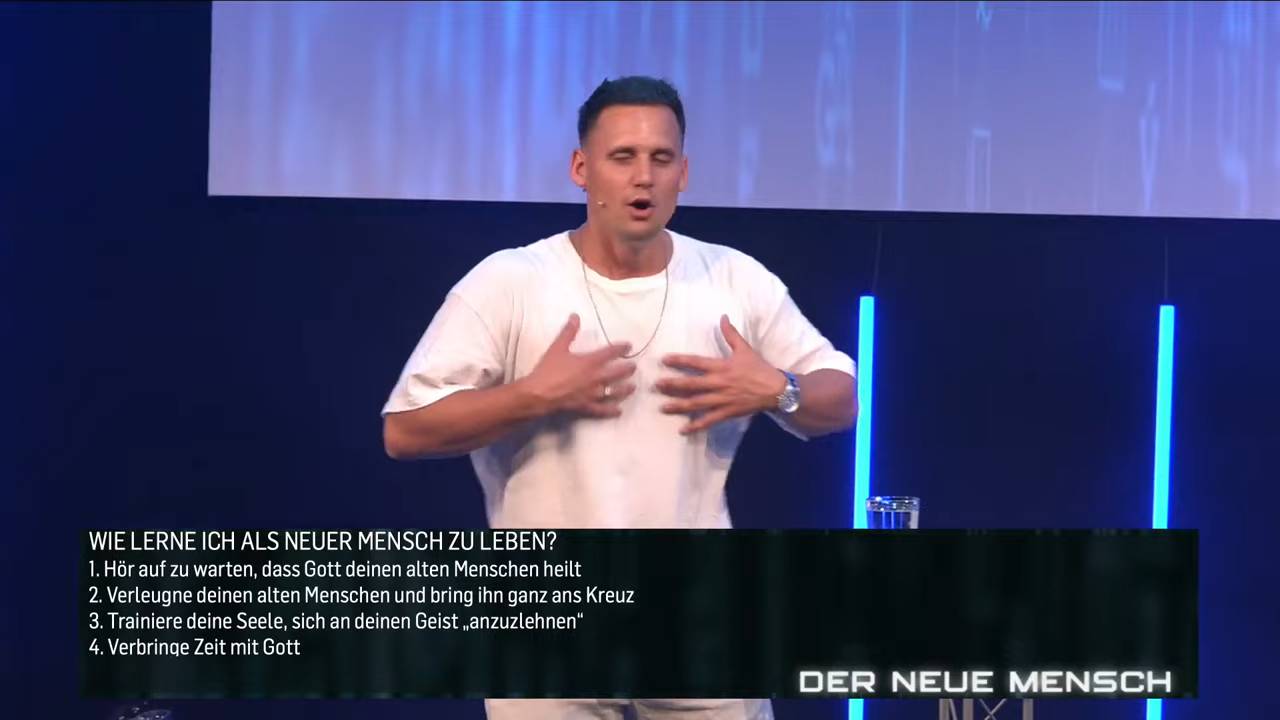 WIE LERNE ICH ALS NEUER MENSCH ZU LEBEN?
1. Hör auf zu warten, dass Gott deinen alten Menschen heilt
2. Verleugne deinen alten Menschen und bring ihn ganz ans Kreuz
3. Trainiere deine Seele, sich an deinen Geist „anzuzlehnen“
4. Verbringe Zeit mit Gott
DER NEUE MENSCH